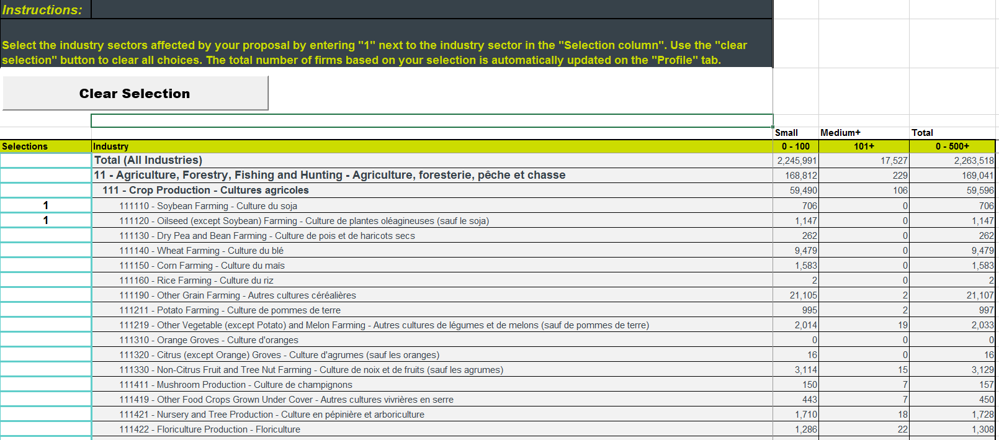 Instructions:
Select the industry sectors affected by your proposal by entering "1" next to the industry sector in the "Selection column". Use the "clear
selection" button to clear all choices. The total number of firms based on your selection is automatically updated on the "Profile" tab.
Clear Selection
Small Medium+ Total
Selections Industry 0 - 100 101+ 0 - 500+
Total (All Industries) 2,245,991 17,527 2,263,518
11 - Agriculture, Forestry, Fishing and Hunting - Agriculture, foresterie, pêche et chasse 168,812 229 169,041
111 - Crop Production - Cultures agricoles 59,490 106 59,596
1 111110 - Soybean Farming - Culture du soja 706 0 706
1 111120 - Oilseed (except Soybean) Farming - Culture de plantes oléagineuses (sauf le soja) 1,147 0 1,147
111130 - Dry Pea and Bean Farming - Culture de pois et de haricots secs 262 0 262
111140 - Wheat Farming - Culture du blé 9,479 0 9,479
111150 - Corn Farming - Culture du maïs 1,583 0 1,583
111160 - Rice Farming - Culture du riz 2 0 2
111190 - Other Grain Farming - Autres cultures céréalières 21,105 2 21,107
111211 - Potato Farming - Culture de pommes de terre 995 2 997
111219 - Other Vegetable (except Potato) and Melon Farming - Autres cultures de légumes et de melons (sauf de pommes de terre) 2,014 19 2,033
111310 - Orange Groves - Culture d'oranges 0 0 0
111320 - Citrus (except Orange) Groves - Culture d'agrumes (sauf les oranges) 16 0 16
111330 - Non-Citrus Fruit and Tree Nut Farming - Culture de noix et de fruits (sauf les agrumes) 3,114 15 3,129
111411 - Mushroom Production - Culture de champignons 150 7 157
111419 - Other Food Crops Grown Under Cover - Autres cultures vivrières en serre 443 7 450
111421 - Nursery and Tree Production - Culture en pépinière et arboriculture 1,710 18 1,728
111422 - Floriculture Production - Floriculture 1,286 22 1,308